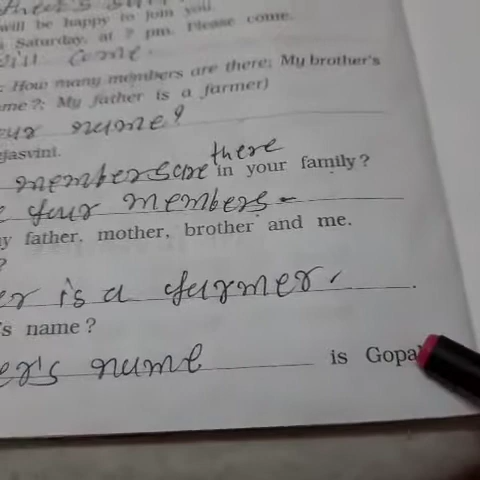 will be happy to join you.
Saturday, at 7 pm. Please come.
come.
: How many members are there; My brother's
me?; My father is a farmer)
name?
jasvini.
there
members are in your family?
four members
y father, mother, brother and me.
?
er is a farmer.
's name?
er's name is Gopal